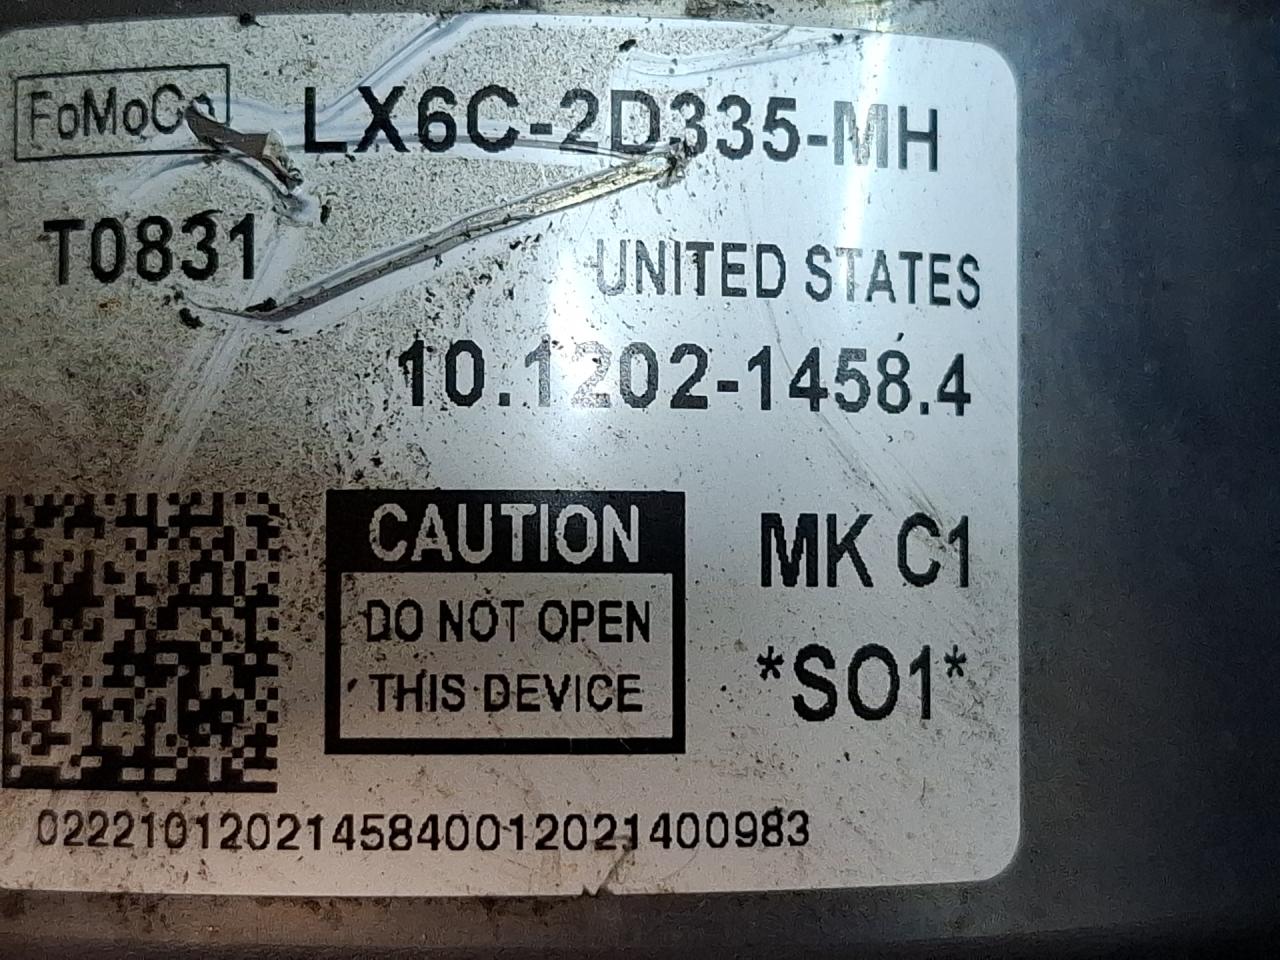 FoMoCo LX6C-2D335-MH
T0831
UNITED STATES
10.1202-1458.4
CAUTION
DO NOT OPEN
THIS DEVICE
MK C1
*SO1*
0222101202145840012021400983